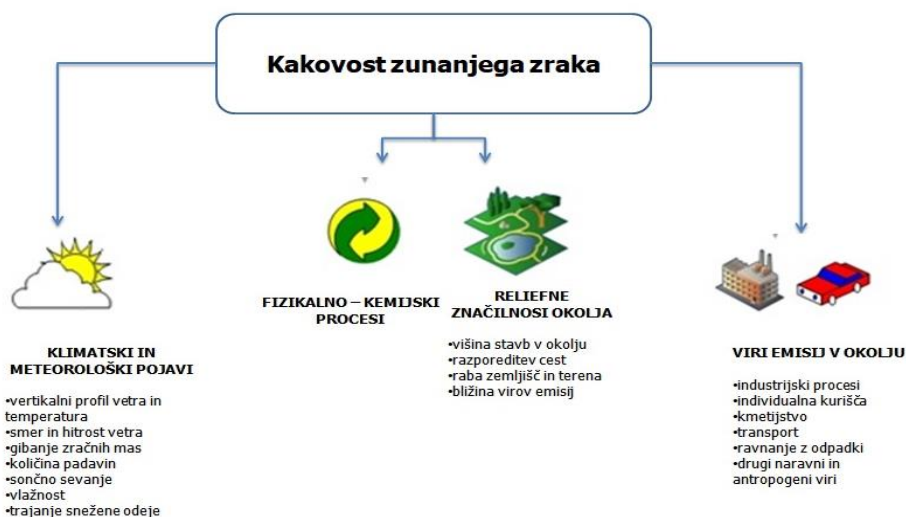 Kakovost zunanjega zraka
FIZIKALNO – KEMIJSKI
PROCESI
RELIEFNE
ZNAČILNOSTI OKOLJA
•višina stavb v okolju
•razporeditev cest
•raba zemljišč in terena
•bližina virov emisij
KLIMATSKI IN
METEOROLOŠKI POJAVI
•vertikalni profil vetra in
temperatura
•smer in hitrost vetra
•gibanje zračnih mas
•količina padavin
•sončno sevanje
•vlažnost
•trajanje snežene odeje
VIRI EMISIJ V OKOLJU
•industrijski procesi
•individualna kurišča
•kmetijstvo
•transport
•ravnanje z odpadki
•drugi naravni in
antropogeni viri